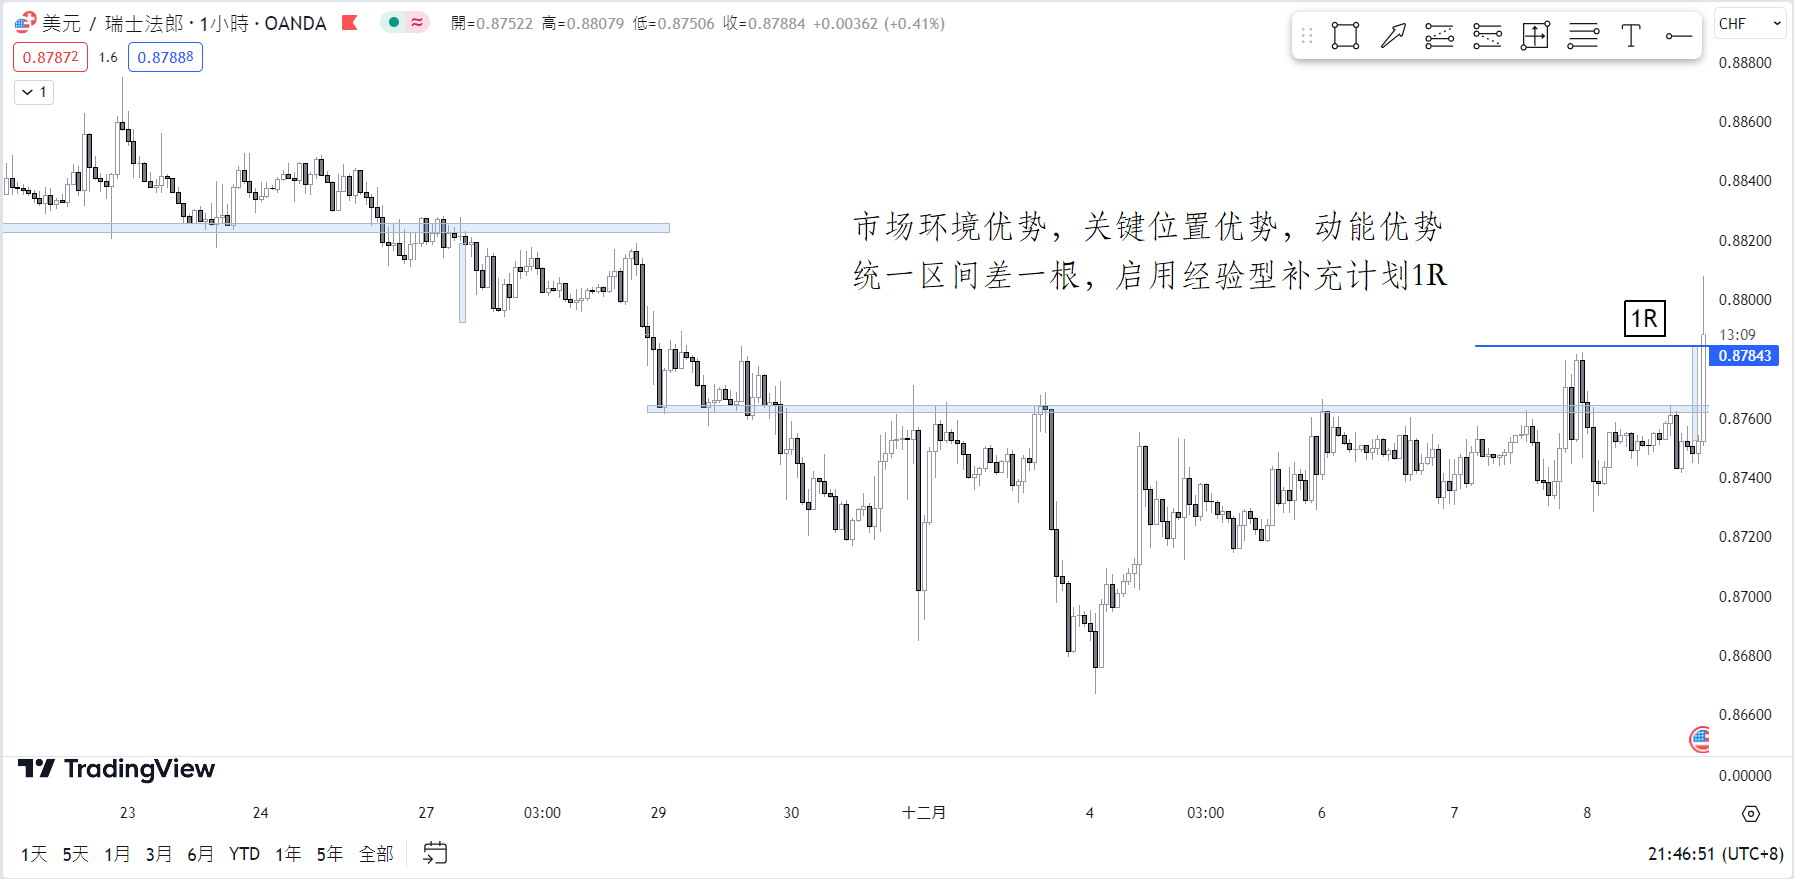 美元 / 瑞士法郎 · 1小時 · OANDA 開=0.87522 高=0.88079 低=0.87506 收=0.87884 +0.00362 (+0.41%)
CHF
0.87872 1.6 0.87888
1
0.88800
0.88600
0.88400
0.88200
市场环境优势，关键位置优势，动能优势
统一区间差一根，启用经验型补充计划1R
0.88000
1R
13:09
0.87843
0.87600
0.87400
0.87200
0.87000
0.86800
0.86600
TradingView
0.00000
23 24 27 03:00 29 30 十二月 4 03:00 6 7 8
1天 5天 1月 3月 6月 YTD 1年 5年 全部
21:46:51 (UTC+8)